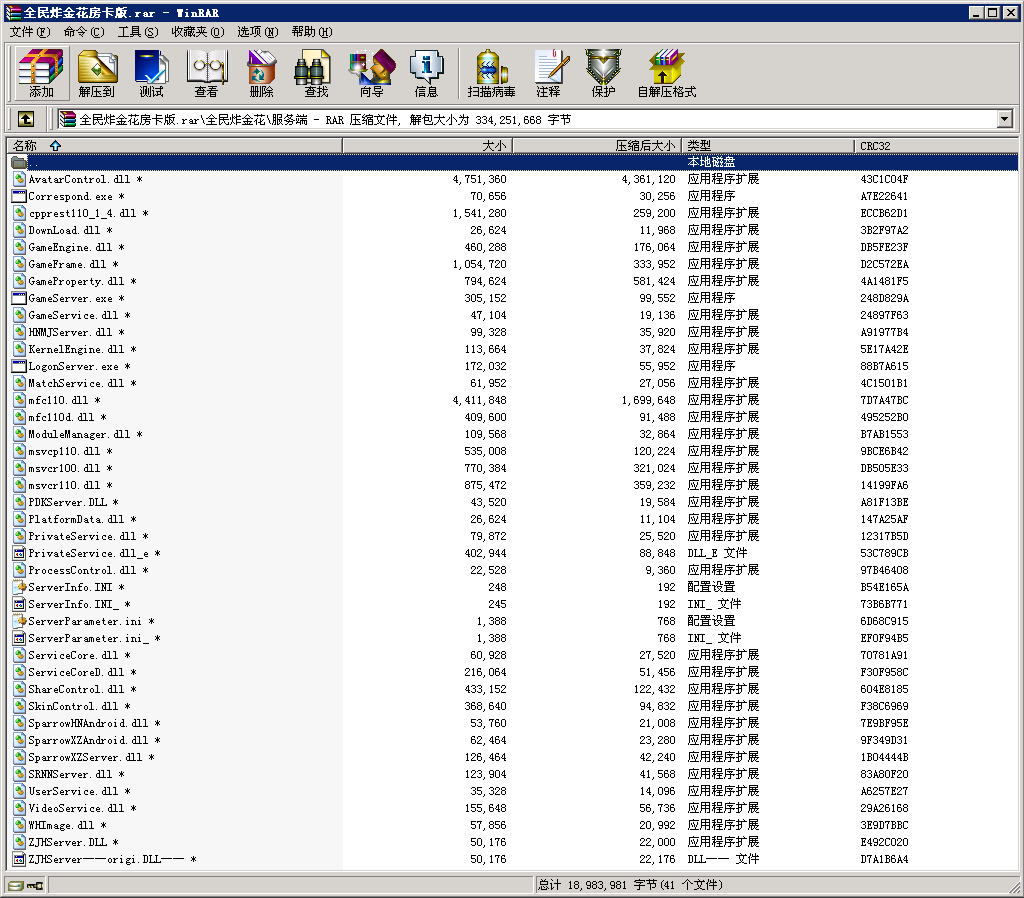 全民炸金花房卡版.rar - WinRAR
文件(F) 命令(C) 工具(S) 收藏夹(O) 选项(N) 帮助(H)
添加 解压到 测试 查看 删除 查找 向导 信息 扫描病毒 注释 保护 自解压格式
全民炸金花房卡版.rar\全民炸金花\服务端 - RAR 压缩文件, 解包大小为 334,251,668 字节
名称 大小 压缩后大小 类型 CRC32
.. 本地磁盘
AvatarControl.dll * 4,751,360 4,361,120 应用程序扩展 43C1C04F
Correspond.exe * 70,656 30,256 应用程序 A7E22641
cpprest110_1_4.dll * 1,541,280 259,200 应用程序扩展 ECCB62D1
DownLoad.dll * 26,624 11,968 应用程序扩展 3B2F97A2
GameEngine.dll * 460,288 176,064 应用程序扩展 DB5FE23F
GameFrame.dll * 1,054,720 333,952 应用程序扩展 D2C572EA
GameProperty.dll * 794,624 581,424 应用程序扩展 4A1481F5
GameServer.exe * 305,152 99,552 应用程序 248D829A
GameService.dll * 47,104 19,136 应用程序扩展 24897F63
HNMJServer.dll * 99,328 35,920 应用程序扩展 A91977B4
KernelEngine.dll * 113,664 37,824 应用程序扩展 5E17A42E
LogonServer.exe * 172,032 55,952 应用程序 88B7A615
MatchService.dll * 61,952 27,056 应用程序扩展 4C1501B1
mfc110.dll * 4,411,848 1,699,648 应用程序扩展 7D7A47BC
mfc110d.dll * 409,600 91,488 应用程序扩展 495252B0
ModuleManager.dll * 109,568 32,864 应用程序扩展 B7AB1553
msvcp110.dll * 535,008 120,224 应用程序扩展 9BCE6B42
msvcr100.dll * 770,384 321,024 应用程序扩展 DB505E33
msvcr110.dll * 875,472 359,232 应用程序扩展 14199FA6
PDKServer.DLL * 43,520 19,584 应用程序扩展 A81F13BE
PlatformData.dll * 26,624 11,104 应用程序扩展 147A25AF
PrivateService.dll * 79,872 25,520 应用程序扩展 12317B5D
PrivateService.dll_e * 402,944 88,848 DLL_E 文件 53C789CB
ProcessControl.dll * 22,528 9,360 应用程序扩展 97B46408
ServerInfo.INI * 248 192 配置设置 B54E165A
ServerInfo.INI_ * 245 192 INI_ 文件 73B6B771
ServerParameter.ini * 1,388 768 配置设置 6D68C915
ServerParameter.ini_ * 1,388 768 INI_ 文件 EF0F94B5
ServiceCore.dll * 60,928 27,520 应用程序扩展 70781A91
ServiceCoreD.dll * 216,064 51,456 应用程序扩展 F30F958C
ShareControl.dll * 433,152 122,432 应用程序扩展 604E8185
SkinControl.dll * 368,640 94,832 应用程序扩展 F38C6969
SparrowHNAndroid.dll * 53,760 21,008 应用程序扩展 7E9BF95E
SparrowXZAndroid.dll * 62,464 23,280 应用程序扩展 9F349D31
SparrowXZServer.dll * 126,464 42,240 应用程序扩展 1B04444B
SRNNServer.dll * 123,904 41,568 应用程序扩展 83A80F20
UserService.dll * 35,328 14,096 应用程序扩展 A6257E27
VideoService.dll * 155,648 56,736 应用程序扩展 29A26168
WHImage.dll * 57,856 20,992 应用程序扩展 3E9D7BBC
ZJHServer.DLL * 50,176 22,000 应用程序扩展 E492C020
ZJHServer——origi.DLL—— * 50,176 22,176 DLL—— 文件 D7A1B6A4
总计 18,983,981 字节(41 个文件)